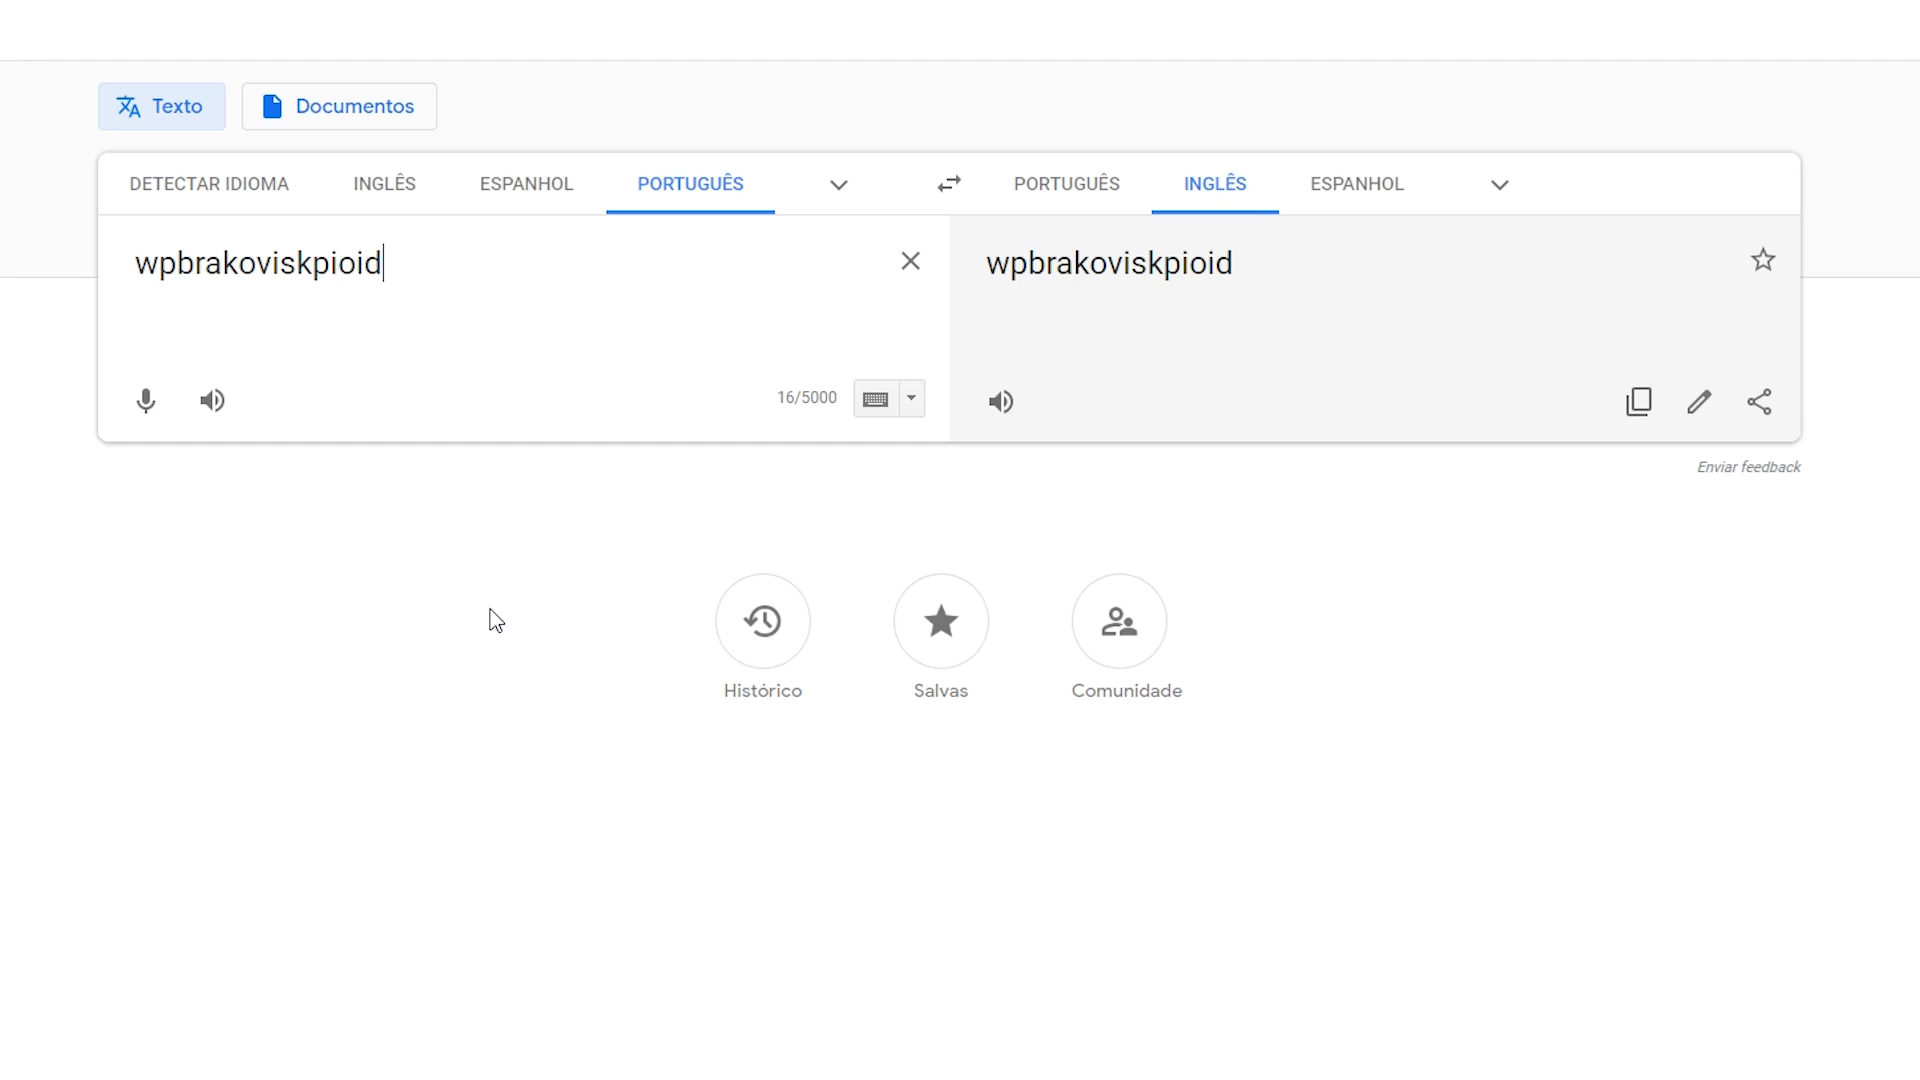 Texto
Documentos
DETECTAR IDIOMA
INGLÊS
ESPANHOL
PORTUGUÊS
PORTUGUÊS
INGLÊS
ESPANHOL
wpbrakoviskpioid
wpbrakoviskpioid
16/5000
Enviar feedback
Histórico
Salvas
Comunidade